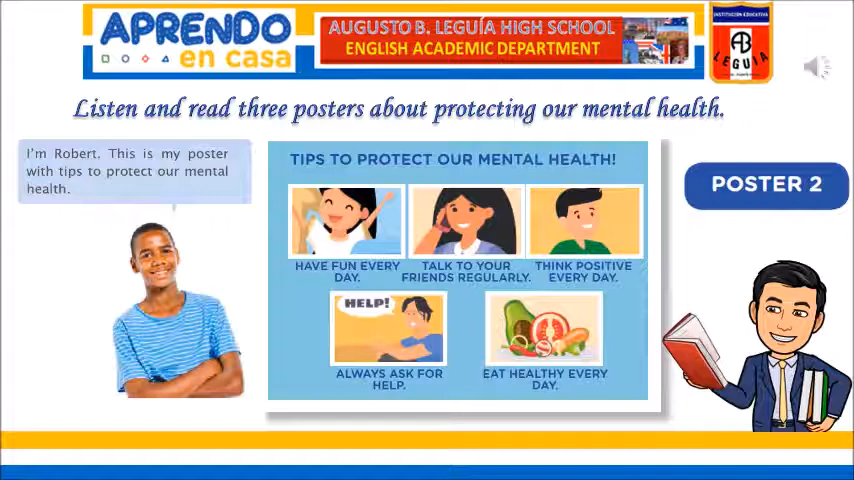 APRENDO
en casa
AUGUSTO B. LEGUÍA HIGH SCHOOL
ENGLISH ACADEMIC DEPARTMENT
INSTITUCIÓN EDUCATIVA
AB
LEGUIA
Listen and read three posters about protecting our mental health.
I'm Robert. This is my poster
with tips to protect our mental
health.
TIPS TO PROTECT OUR MENTAL HEALTH!
HAVE FUN EVERY
DAY.
TALK TO YOUR
FRIENDS REGULARLY.
THINK POSITIVE
EVERY DAY.
HELP!
ALWAYS ASK FOR
HELP.
EAT HEALTHY EVERY
DAY.
POSTER 2